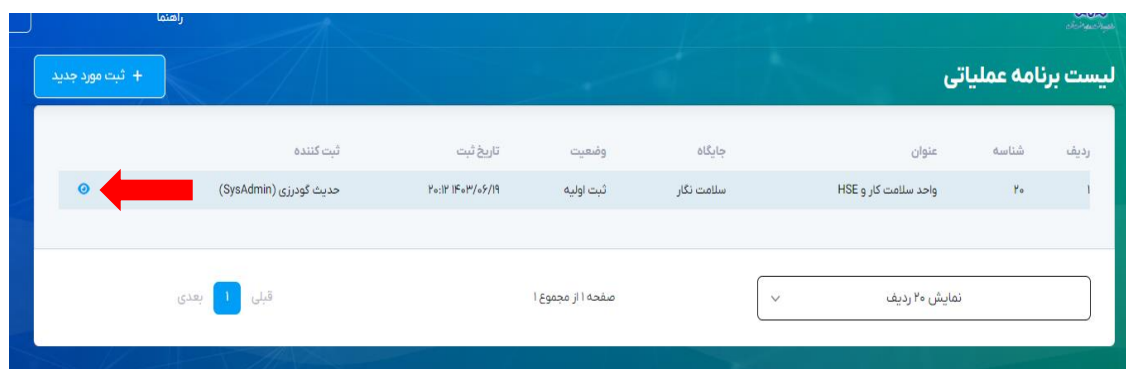 راهنما
لیست برنامه عملیاتی
+ ثبت مورد جدید
ردیف شناسه عنوان جایگاه وضعیت تاریخ ثبت ثبت کننده
۱ ۲۰ واحد سلامت کار و HSE سلامت نگار ثبت اولیه ۱۴۰۳/۰۶/۱۹ ۲۰:۱۲ حدیث گودرزی (SysAdmin)
نمایش ۲۰ ردیف صفحه ۱ از مجموع ۱ قبلی ۱ بعدی